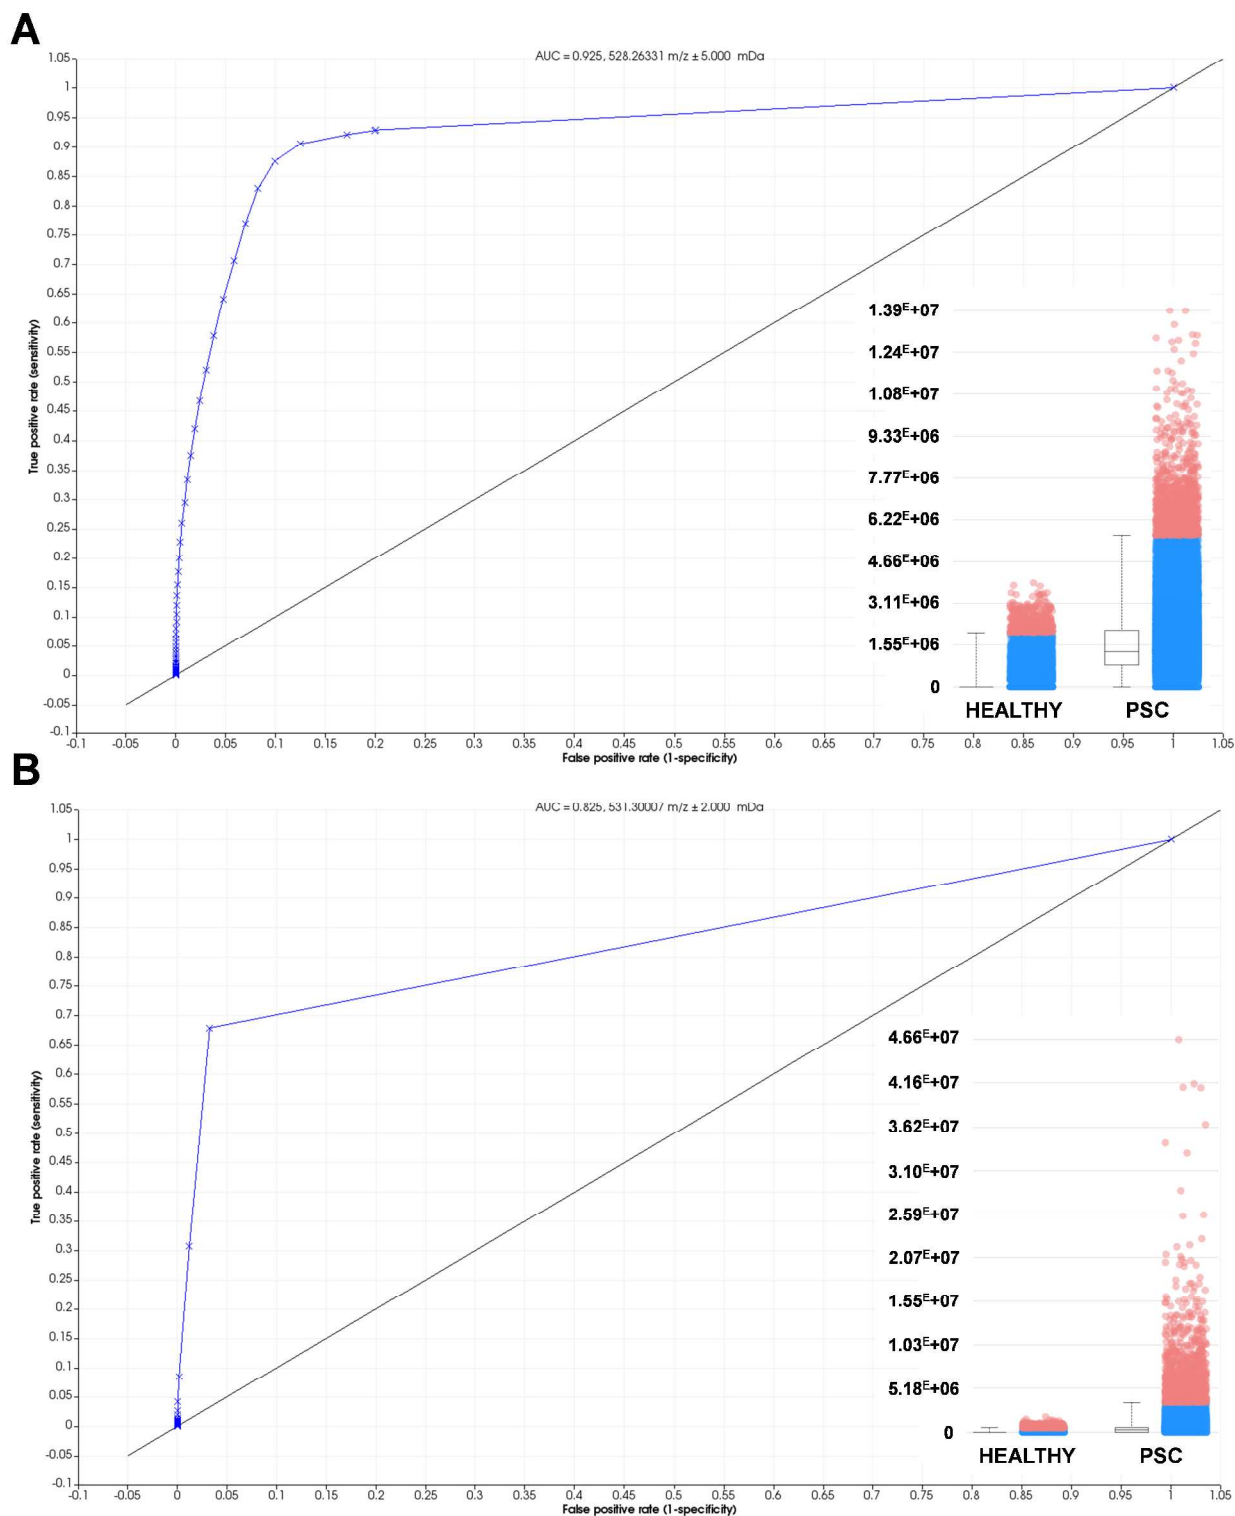 A
AUC = 0.925, 528.26331 m/z ± 5.000 mDa
1.05
1
0.95
0.9
0.85
0.8
0.75
0.7
0.65
0.6
0.55
0.5
0.45
0.4
0.35
0.3
0.25
0.2
0.15
0.1
0.05
0
-0.05
-0.1
True positive rate (sensitivity)
1.39E+07
1.24E+07
1.08E+07
9.33E+06
7.77E+06
6.22E+06
4.66E+06
3.11E+06
1.55E+06
0
HEALTHY PSC
-0.1 -0.05 0 0.05 0.1 0.15 0.2 0.25 0.3 0.35 0.4 0.45 0.5 0.55 0.6 0.65 0.7 0.75 0.8 0.85 0.9 0.95 1 1.05
False positive rate (1-specificity)
B
AUC = 0.825, 531.30007 m/z ± 2.000 mDa
1.05
1
0.95
0.9
0.85
0.8
0.75
0.7
0.65
0.6
0.55
0.5
0.45
0.4
0.35
0.3
0.25
0.2
0.15
0.1
0.05
0
-0.05
-0.1
True positive rate (sensitivity)
4.66E+07
4.16E+07
3.62E+07
3.10E+07
2.59E+07
2.07E+07
1.55E+07
1.03E+07
5.18E+06
0
HEALTHY PSC
-0.1 -0.05 0 0.05 0.1 0.15 0.2 0.25 0.3 0.35 0.4 0.45 0.5 0.55 0.6 0.65 0.7 0.75 0.8 0.85 0.9 0.95 1 1.05
False positive rate (1-specificity)